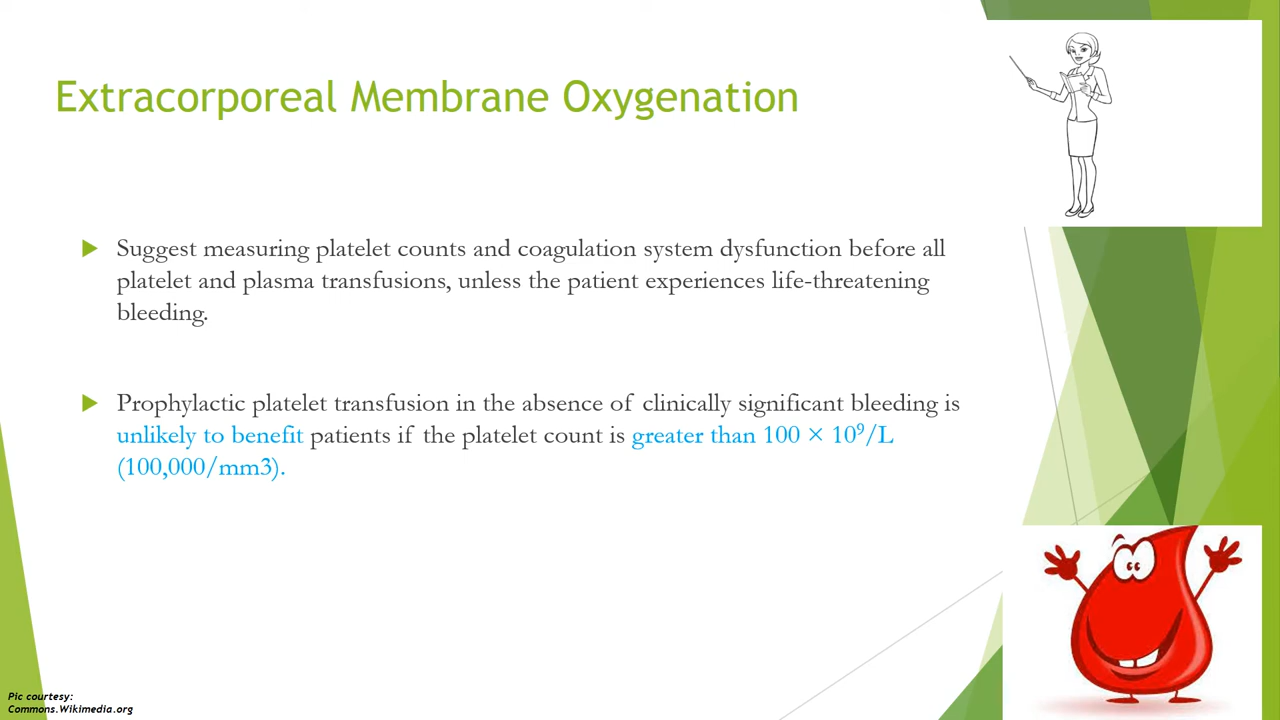 Extracorporeal Membrane Oxygenation
Suggest measuring platelet counts and coagulation system dysfunction before all
platelet and plasma transfusions, unless the patient experiences life-threatening
bleeding.
Prophylactic platelet transfusion in the absence of clinically significant bleeding is
unlikely to benefit patients if the platelet count is greater than 100 × 10⁹/L
(100,000/mm3).
Pic courtesy:
Commons.Wikimedia.org